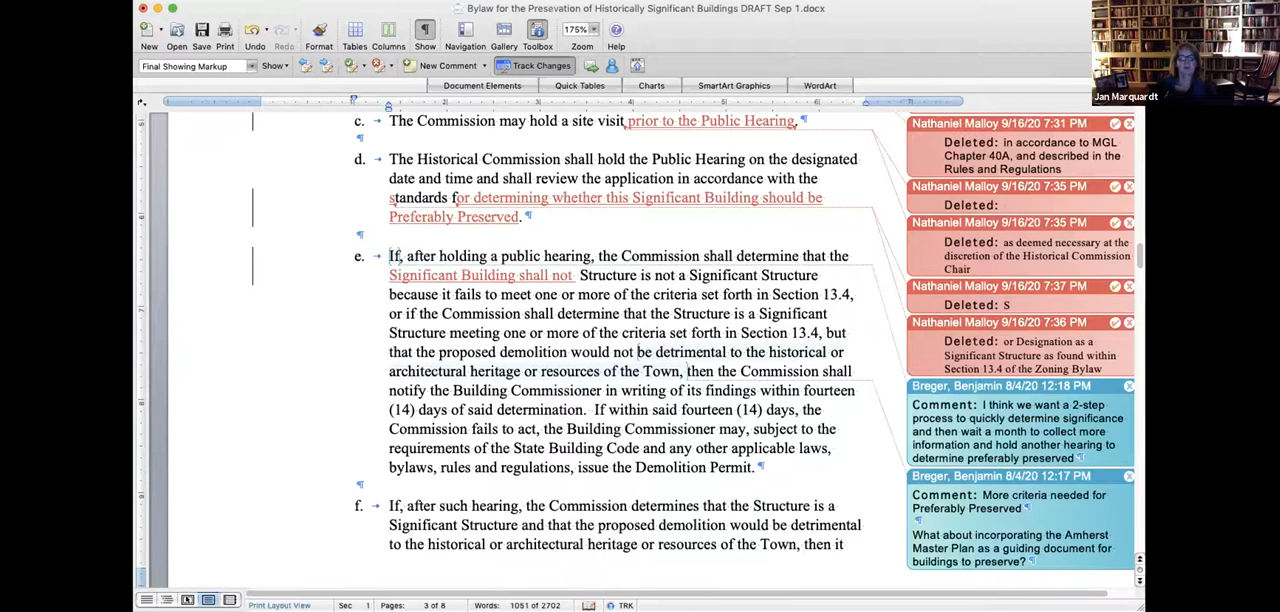 Bylaw for the Presevation of Historically Significant Buildings DRAFT Sep 1.docx
175%
New Open Save Print Undo Redo Format Tables Columns Show Navigation Gallery Toolbox Zoom Help
Final Showing Markup Show New Comment Track Changes
Document Elements Quick Tables Charts SmartArt Graphics WordArt
Jan Marquardt
c. The Commission may hold a site visit prior to the Public Hearing.
d. The Historical Commission shall hold the Public Hearing on the designated
date and time and shall review the application in accordance with the
standards for determining whether this Significant Building should be
Preferably Preserved.
e. If, after holding a public hearing, the Commission shall determine that the
Significant Building shall not Structure is not a Significant Structure
because it fails to meet one or more of the criteria set forth in Section 13.4,
or if the Commission shall determine that the Structure is a Significant
Structure meeting one or more of the criteria set forth in Section 13.4, but
that the proposed demolition would not be detrimental to the historical or
architectural heritage or resources of the Town, then the Commission shall
notify the Building Commissioner in writing of its findings within fourteen
(14) days of said determination. If within said fourteen (14) days, the
Commission fails to act, the Building Commissioner may, subject to the
requirements of the State Building Code and any other applicable laws,
bylaws, rules and regulations, issue the Demolition Permit.
f. If, after such hearing, the Commission determines that the Structure is a
Significant Structure and that the proposed demolition would be detrimental
to the historical or architectural heritage or resources of the Town, then it
Nathaniel Malloy 9/16/20 7:31 PM
Deleted: in accordance to MGL
Chapter 40A, and described in the
Rules and Regulations
Nathaniel Malloy 9/16/20 7:35 PM
Deleted:
Nathaniel Malloy 9/16/20 7:35 PM
Deleted: as deemed necessary at the
discretion of the Historical Commission
Chair
Nathaniel Malloy 9/16/20 7:37 PM
Deleted: S
Nathaniel Malloy 9/16/20 7:36 PM
Deleted: or Designation as a
Significant Structure as found within
Section 13.4 of the Zoning Bylaw
Breger, Benjamin 8/4/20 12:18 PM
Comment: I think we want a 2-step
process to quickly determine significance
and then wait a month to collect more
information and hold another hearing to
determine preferably preserved
Breger, Benjamin 8/4/20 12:17 PM
Comment: More criteria needed for
Preferably Preserved
What about incorporating the Amherst
Master Plan as a guiding document for
buildings to preserve?
Print Layout View Sec 1 Pages: 3 of 8 Words: 1051 of 2702 TRK